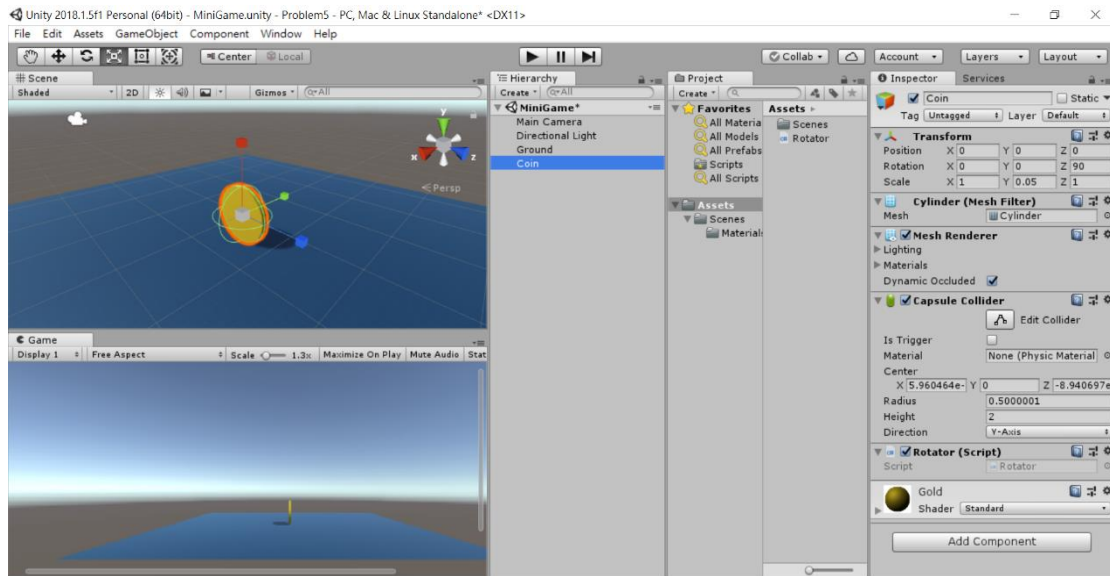 Unity 2018.1.5f1 Personal (64bit) - MiniGame.unity - Problem5 - PC, Mac & Linux Standalone* <DX11>
File Edit Assets GameObject Component Window Help
Center Local
Collab
Account
Layers
Layout
Scene
Shaded 2D Gizmos All
y
x
z
Persp
Game
Display 1 Free Aspect Scale 1.3x Maximize On Play Mute Audio Stat
Hierarchy
Create All
MiniGame*
Main Camera
Directional Light
Ground
Coin
Project
Create
Favorites
All Materia
All Models
All Prefabs
Scripts
All Scripts
Assets
Scenes
Material
Assets
Scenes
Rotator
Inspector Services
Coin Static
Tag Untagged Layer Default
Transform
Position X 0 Y 0 Z 0
Rotation X 0 Y 0 Z 90
Scale X 1 Y 0.05 Z 1
Cylinder (Mesh Filter)
Mesh Cylinder
Mesh Renderer
Lighting
Materials
Dynamic Occluded
Capsule Collider
Edit Collider
Is Trigger
Material None (Physic Material)
Center
X 5.960464e- Y 0 Z -8.940697e
Radius 0.5000001
Height 2
Direction Y-Axis
Rotator (Script)
Script Rotator
Gold
Shader Standard
Add Component